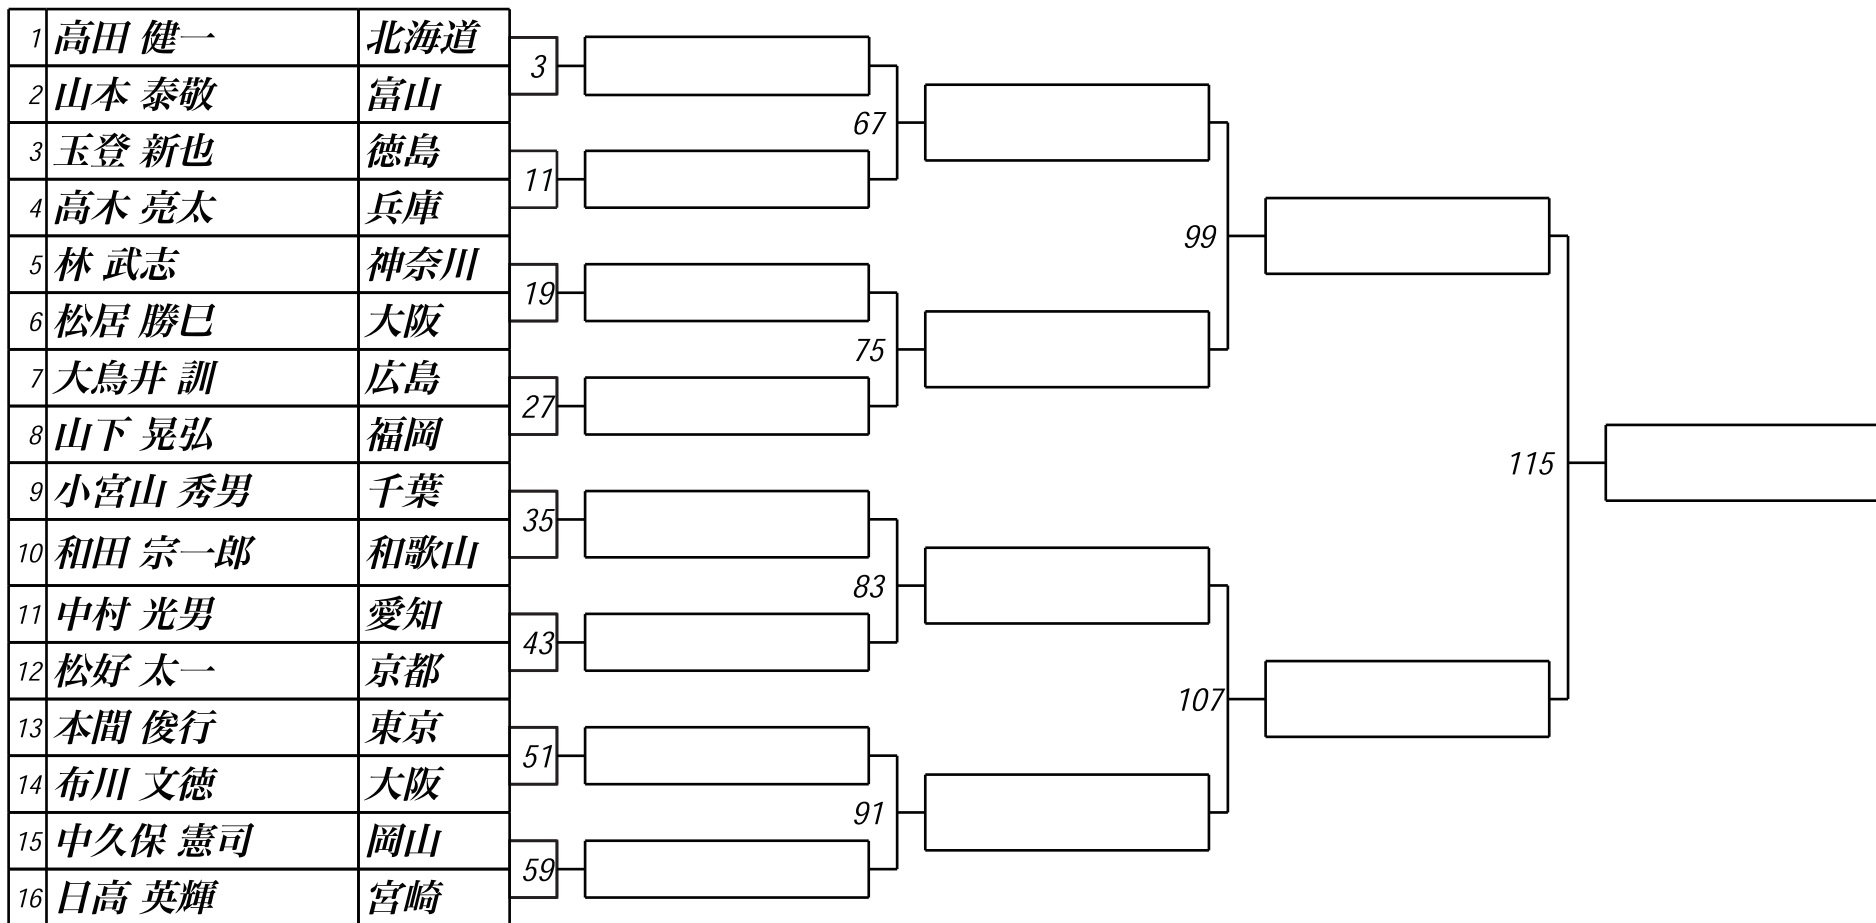 1 高田 健一 北海道
2 山本 泰敬 富山
3 玉登 新也 徳島
4 高木 亮太 兵庫
5 林 武志 神奈川
6 松居 勝巳 大阪
7 大鳥井 訓 広島
8 山下 晃弘 福岡
9 小宮山 秀男 千葉
10 和田 宗一郎 和歌山
11 中村 光男 愛知
12 松好 太一 京都
13 本間 俊行 東京
14 布川 文徳 大阪
15 中久保 憲司 岡山
16 日高 英輝 宮崎
3
11
19
27
35
43
51
59
67
75
83
91
99
107
115